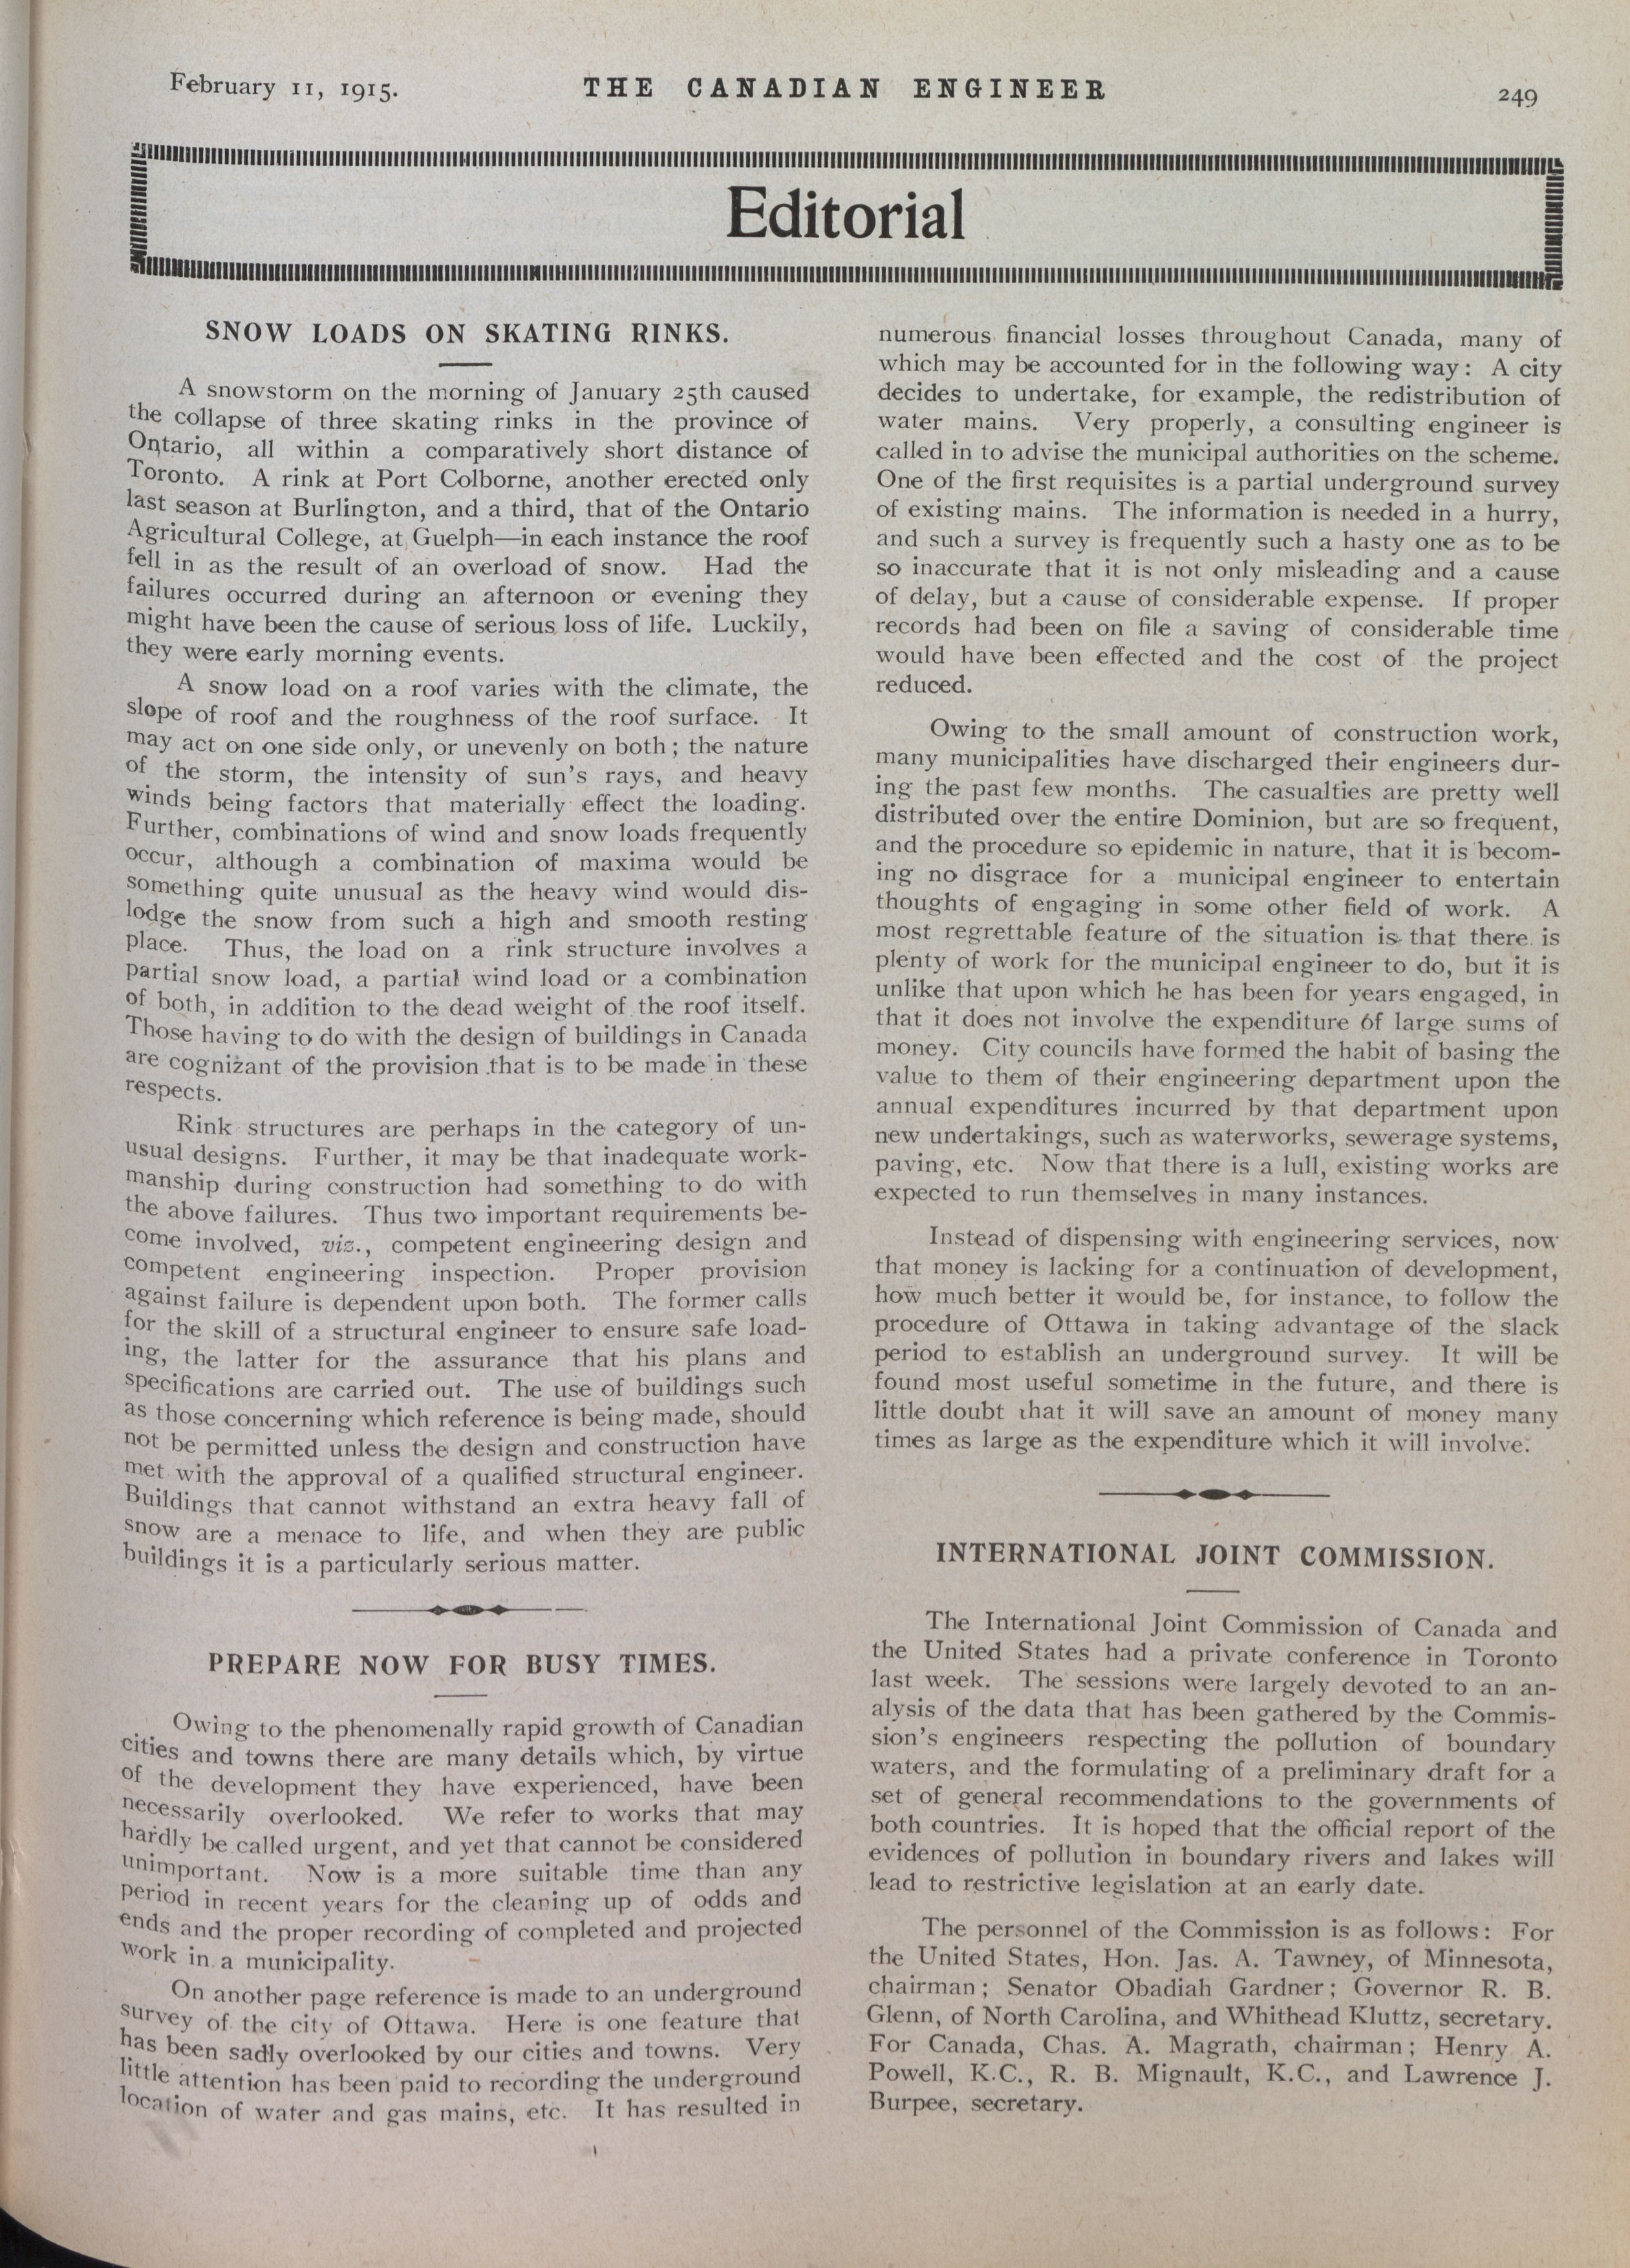 February 11, 1915.
THE CANADIAN ENGINEER
249
Editorial
SNOW LOADS ON SKATING RINKS.
A snowstorm on the morning of January 25th caused
the collapse of three skating rinks in the province of
Ontario, all within a comparatively short distance of
Toronto. A rink at Port Colborne, another erected only
last season at Burlington, and a third, that of the Ontario
Agricultural College, at Guelph—in each instance the roof
fell in as the result of an overload of snow. Had the
failures occurred during an afternoon or evening they
might have been the cause of serious loss of life. Luckily,
they were early morning events.
A snow load on a roof varies with the climate, the
slope of roof and the roughness of the roof surface. It
may act on one side only, or unevenly on both; the nature
of the storm, the intensity of sun's rays, and heavy
winds being factors that materially effect the loading.
Further, combinations of wind and snow loads frequently
occur, although a combination of maxima would be
something quite unusual as the heavy wind would dis-
lodge the snow from such a high and smooth resting
place. Thus, the load on a rink structure involves a
partial snow load, a partial wind load or a combination
of both, in addition to the dead weight of the roof itself.
Those having to do with the design of buildings in Canada
are cognizant of the provision that is to be made in these
respects.
Rink structures are perhaps in the category of un-
usual designs. Further, it may be that inadequate work-
manship during construction had something to do with
the above failures. Thus two important requirements be-
come involved, viz., competent engineering design and
competent engineering inspection. Proper provision
against failure is dependent upon both. The former calls
for the skill of a structural engineer to ensure safe load-
ing, the latter for the assurance that his plans and
specifications are carried out. The use of buildings such
as those concerning which reference is being made, should
not be permitted unless the design and construction have
met with the approval of a qualified structural engineer.
Buildings that cannot withstand an extra heavy fall of
snow are a menace to life, and when they are public
buildings it is a particularly serious matter.
PREPARE NOW FOR BUSY TIMES.
Owing to the phenomenally rapid growth of Canadian
cities and towns there are many details which, by virtue
of the development they have experienced, have been
necessarily overlooked. We refer to works that may
hardly be called urgent, and yet that cannot be considered
unimportant. Now is a more suitable time than any
period in recent years for the cleaning up of odds and
ends and the proper recording of completed and projected
work in a municipality.
On another page reference is made to an underground
survey of the city of Ottawa. Here is one feature that
has been sadly overlooked by our cities and towns. Very
little attention has been paid to recording the underground
location of water and gas mains, etc. It has resulted in
numerous financial losses throughout Canada, many of
which may be accounted for in the following way: A city
decides to undertake, for example, the redistribution of
water mains. Very properly, a consulting engineer is
called in to advise the municipal authorities on the scheme.
One of the first requisites is a partial underground survey
of existing mains. The information is needed in a hurry,
and such a survey is frequently such a hasty one as to be
so inaccurate that it is not only misleading and a cause
of delay, but a cause of considerable expense. If proper
records had been on file a saving of considerable time
would have been effected and the cost of the project
reduced.
Owing to the small amount of construction work,
many municipalities have discharged their engineers dur-
ing the past few months. The casualties are pretty well
distributed over the entire Dominion, but are so frequent,
and the procedure so epidemic in nature, that it is becom-
ing no disgrace for a municipal engineer to entertain
thoughts of engaging in some other field of work. A
most regrettable feature of the situation is that there is
plenty of work for the municipal engineer to do, but it is
unlike that upon which he has been for years engaged, in
that it does not involve the expenditure of large sums of
money. City councils have formed the habit of basing the
value to them of their engineering department upon the
annual expenditures incurred by that department upon
new undertakings, such as waterworks, sewerage systems,
paving, etc. Now that there is a lull, existing works are
expected to run themselves in many instances.
Instead of dispensing with engineering services, now
that money is lacking for a continuation of development,
how much better it would be, for instance, to follow the
procedure of Ottawa in taking advantage of the slack
period to establish an underground survey. It will be
found most useful sometime in the future, and there is
little doubt that it will save an amount of money many
times as large as the expenditure which it will involve.
INTERNATIONAL JOINT COMMISSION.
The International Joint Commission of Canada and
the United States had a private conference in Toronto
last week. The sessions were largely devoted to an an-
alysis of the data that has been gathered by the Commis-
sion's engineers respecting the pollution of boundary
waters, and the formulating of a preliminary draft for a
set of general recommendations to the governments of
both countries. It is hoped that the official report of the
evidences of pollution in boundary rivers and lakes will
lead to restrictive legislation at an early date.
The personnel of the Commission is as follows: For
the United States, Hon. Jas. A. Tawney, of Minnesota,
chairman; Senator Obadiah Gardner; Governor R. B.
Glenn, of North Carolina, and Whithead Kluttz, secretary.
For Canada, Chas. A. Magrath, chairman; Henry A.
Powell, K.C., R. B. Mignault, K.C., and Lawrence J.
Burpee, secretary.